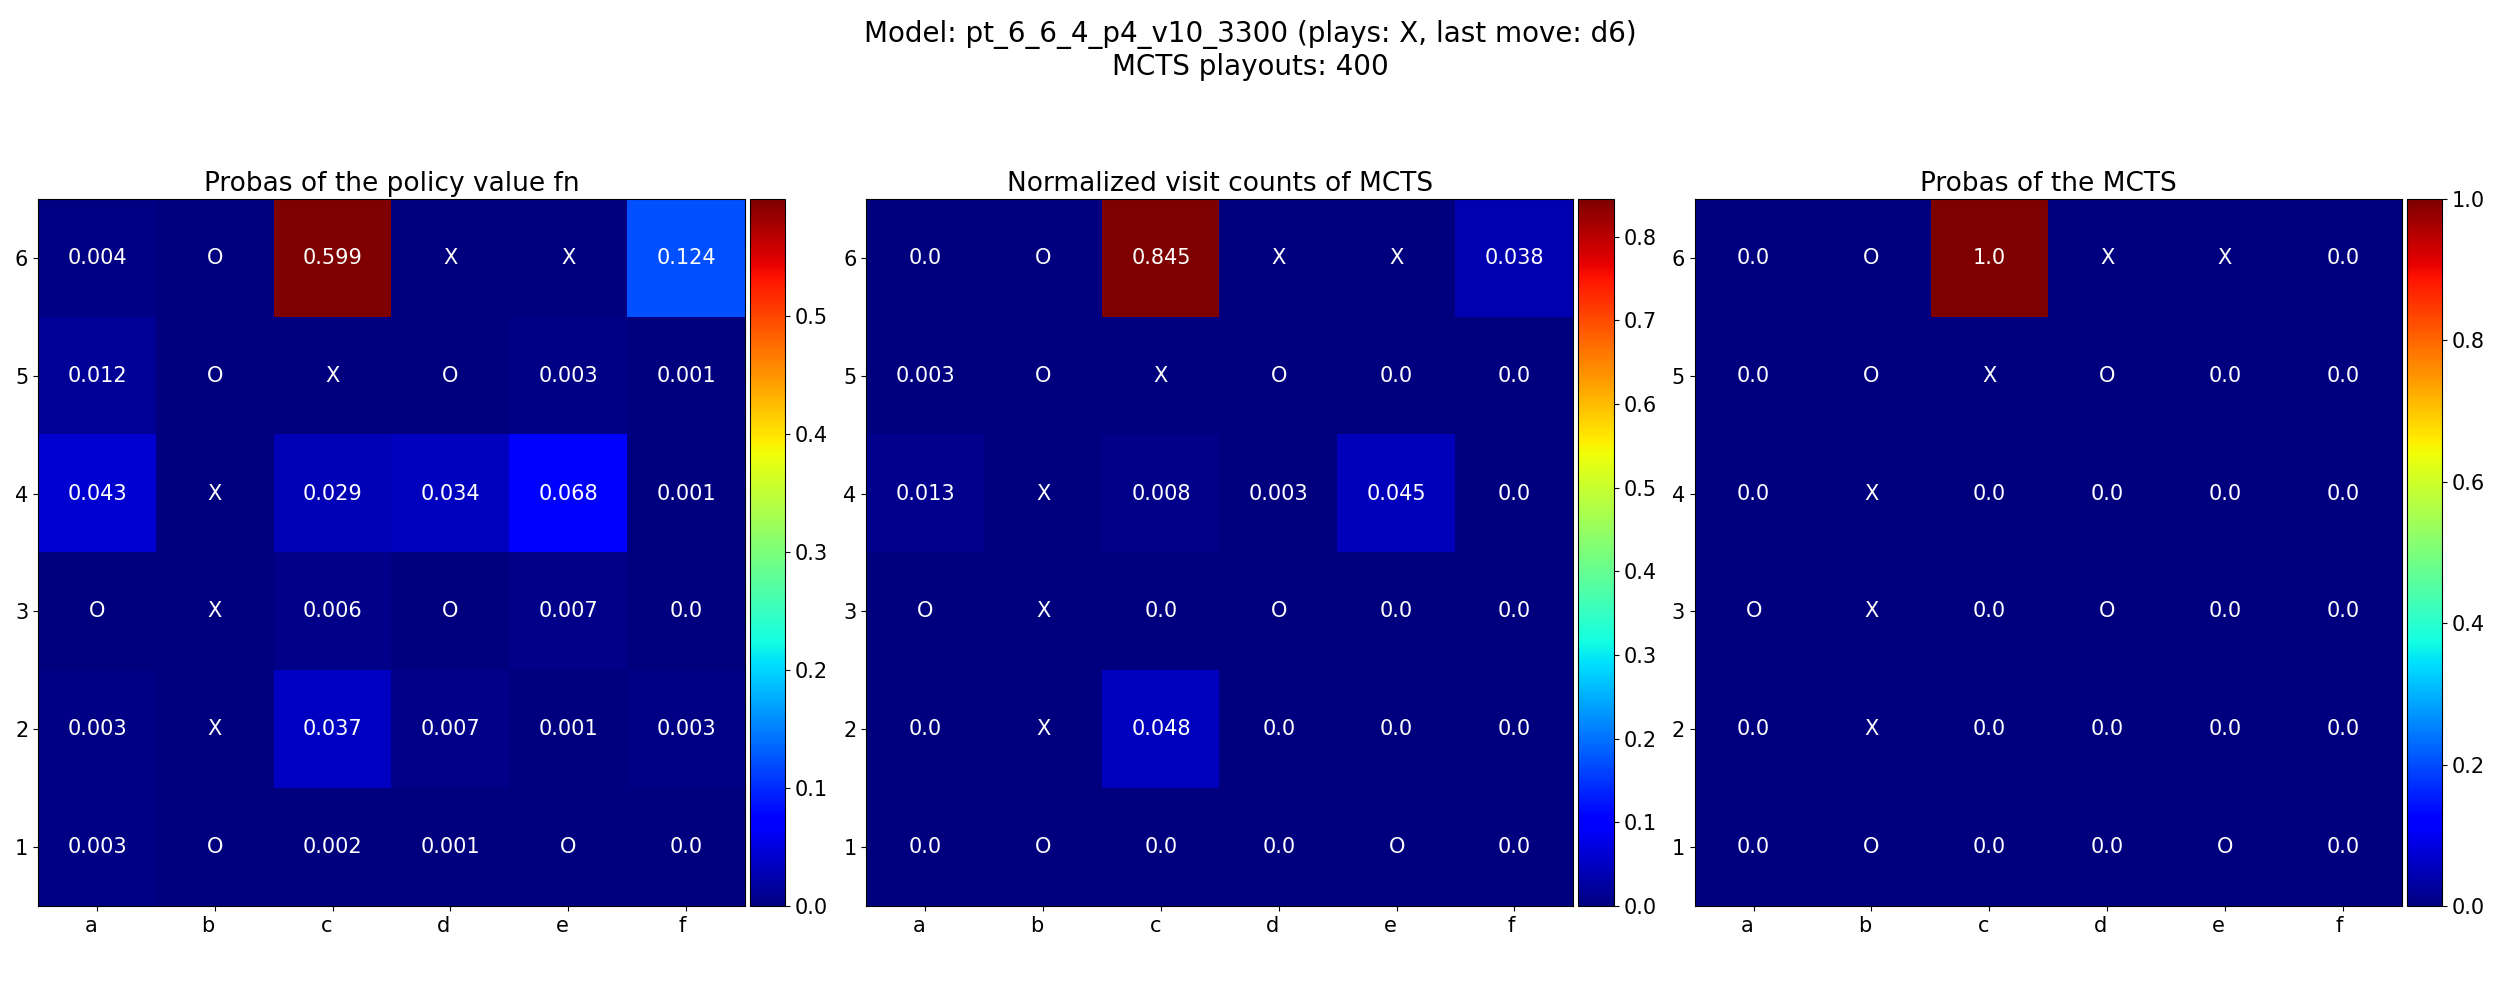 Model: pt_6_6_4_p4_v10_3300 (plays: X, last move: d6)
MCTS playouts: 400
Probas of the policy value fn
6 0.004 O 0.599 X X 0.124
5 0.012 O X O 0.003 0.001
4 0.043 X 0.029 0.034 0.068 0.001
3 O X 0.006 O 0.007 0.0
2 0.003 X 0.037 0.007 0.001 0.003
1 0.003 O 0.002 0.001 O 0.0
a b c d e f
0.5
0.4
0.3
0.2
0.1
0.0
Normalized visit counts of MCTS
6 0.0 O 0.845 X X 0.038
5 0.003 O X O 0.0 0.0
4 0.013 X 0.008 0.003 0.045 0.0
3 O X 0.0 O 0.0 0.0
2 0.0 X 0.048 0.0 0.0 0.0
1 0.0 O 0.0 0.0 O 0.0
a b c d e f
0.8
0.7
0.6
0.5
0.4
0.3
0.2
0.1
0.0
Probas of the MCTS
6 0.0 O 1.0 X X 0.0
5 0.0 O X O 0.0 0.0
4 0.0 X 0.0 0.0 0.0 0.0
3 O X 0.0 O 0.0 0.0
2 0.0 X 0.0 0.0 0.0 0.0
1 0.0 O 0.0 0.0 O 0.0
a b c d e f
1.0
0.8
0.6
0.4
0.2
0.0